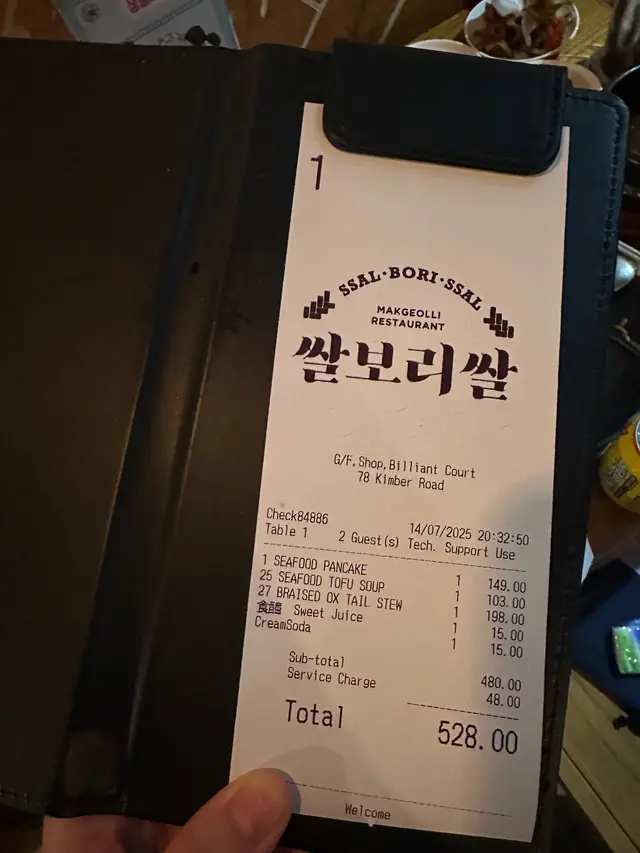 1
SSAL·BORI·SSAL
MAKGEOLLI
RESTAURANT
쌀보리쌀
G/F,Shop,Billiant Court
78 Kimber Road
Check84886 14/07/2025 20:32:50
Table 1 2 Guest(s) Tech. Support Use
1 SEAFOOD PANCAKE 1 149.00
25 SEAFOOD TOFU SOUP 1 103.00
27 BRAISED OX TAIL STEW 1 198.00
Sweet Juice 1 15.00
CreamSoda 1 15.00
Sub-total 480.00
Service Charge 48.00
Total 528.00
Welcome